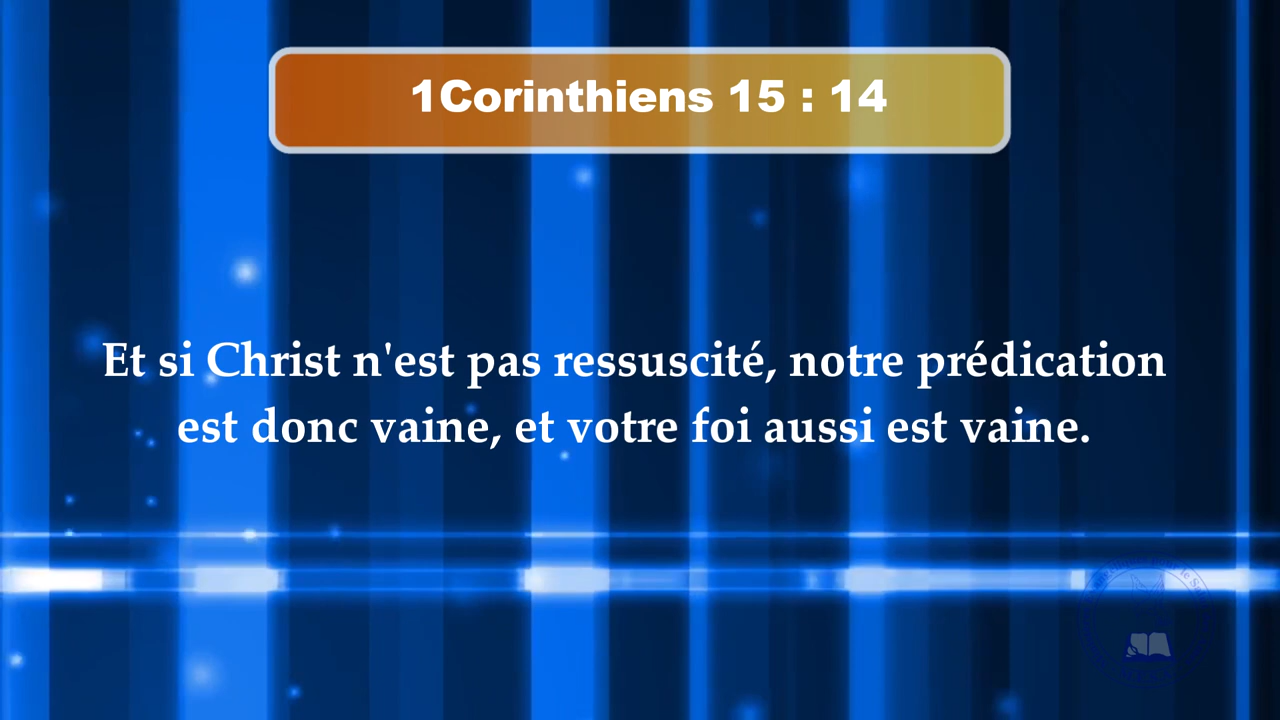 1Corinthiens 15 : 14
Et si Christ n'est pas ressuscité, notre prédication
est donc vaine, et votre foi aussi est vaine.